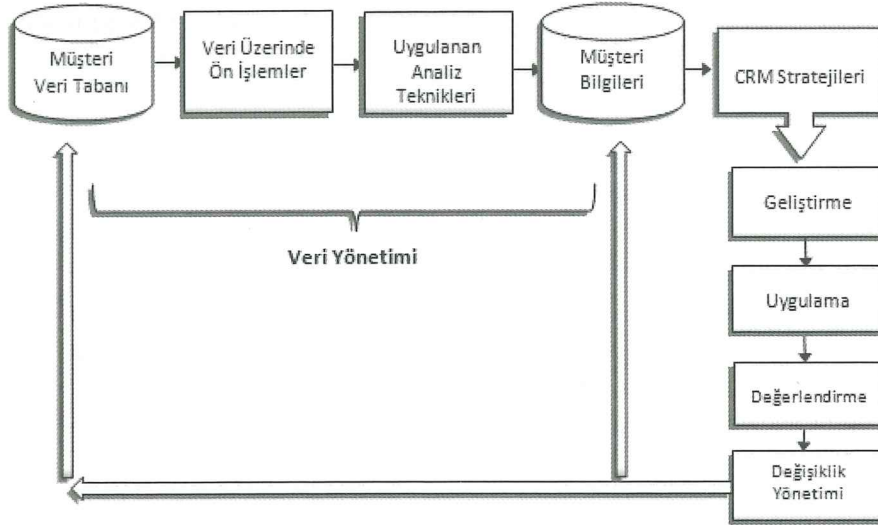 Müşteri
Veri Tabanı
Veri Üzerinde
Ön İşlemler
Uygulanan
Analiz
Teknikleri
Müşteri
Bilgileri
CRM Stratejileri
Geliştirme
Veri Yönetimi
Uygulama
Değerlendirme
Değişiklik
Yönetimi